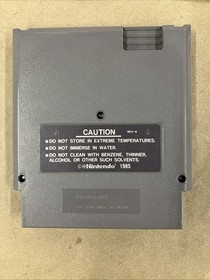 CAUTION
REV-A
•DO NOT STORE IN EXTREME TEMPERATURES.
•DO NOT IMMERSE IN WATER.
•DO NOT CLEAN WITH BENZENE, THINNER,
ALCOHOL OR OTHER SUCH SOLVENTS.
©®Nintendo® 1985
Nintendo